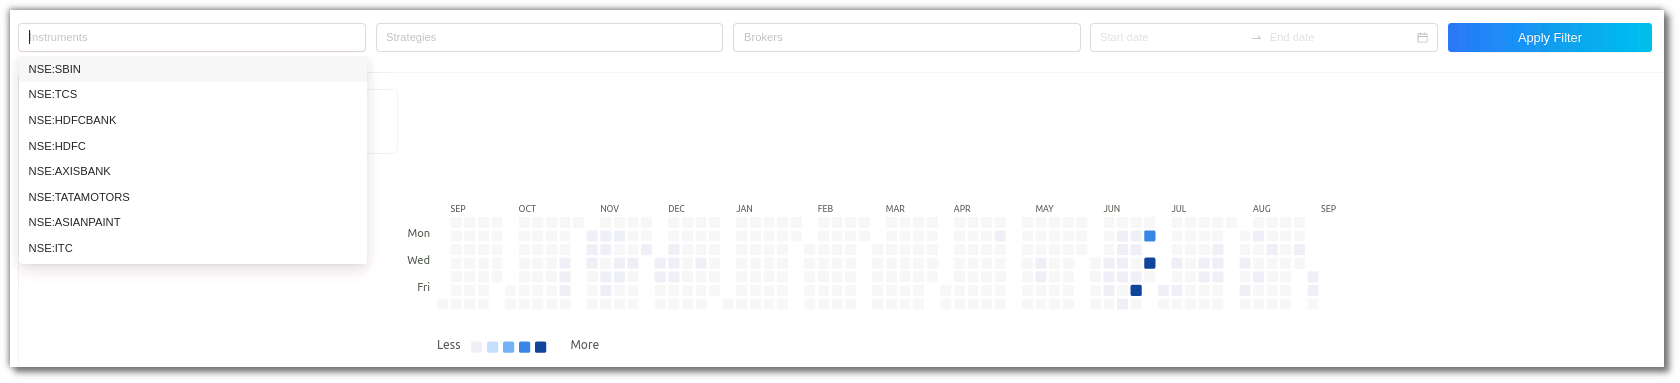 Instruments Strategies Brokers Start date End date Apply Filter
NSE:SBIN
NSE:TCS
NSE:HDFCBANK
NSE:HDFC
NSE:AXISBANK
NSE:TATAMOTORS
NSE:ASIANPAINT
NSE:ITC
SEP OCT NOV DEC JAN FEB MAR APR MAY JUN JUL AUG SEP
Mon
Wed
Fri
Less More